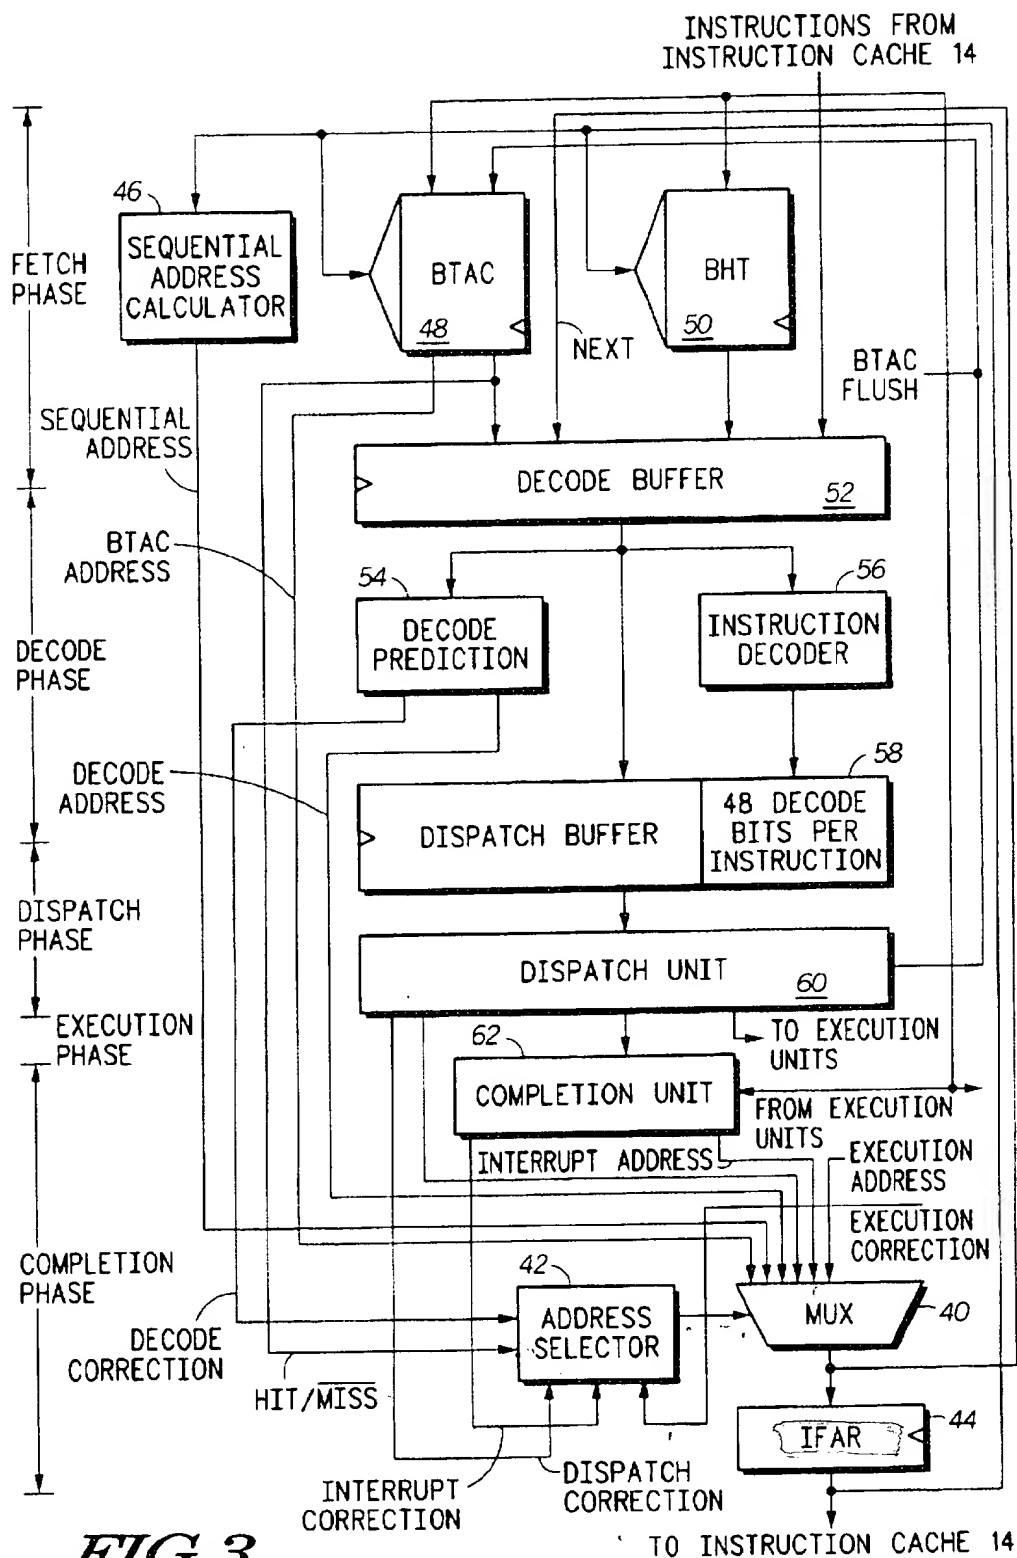 INSTRUCTIONS FROM
INSTRUCTION CACHE 14
46
SEQUENTIAL
ADDRESS
CALCULATOR
BTAC
48
BHT
50
FETCH
PHASE
NEXT
BTAC
FLUSH
SEQUENTIAL
ADDRESS
DECODE BUFFER
52
BTAC
ADDRESS
54
DECODE
PREDICTION
56
INSTRUCTION
DECODER
DECODE
PHASE
DECODE
ADDRESS
58
DISPATCH BUFFER
48 DECODE
BITS PER
INSTRUCTION
DISPATCH
PHASE
DISPATCH UNIT
60
EXECUTION
PHASE
TO EXECUTION
UNITS
62
COMPLETION UNIT
FROM EXECUTION
UNITS
INTERRUPT ADDRESS
EXECUTION
ADDRESS
EXECUTION
CORRECTION
COMPLETION
PHASE
42
ADDRESS
SELECTOR
MUX
40
DECODE
CORRECTION
HIT/MISS
IFAR
44
INTERRUPT
CORRECTION
DISPATCH
CORRECTION
FIG.3
TO INSTRUCTION CACHE 14